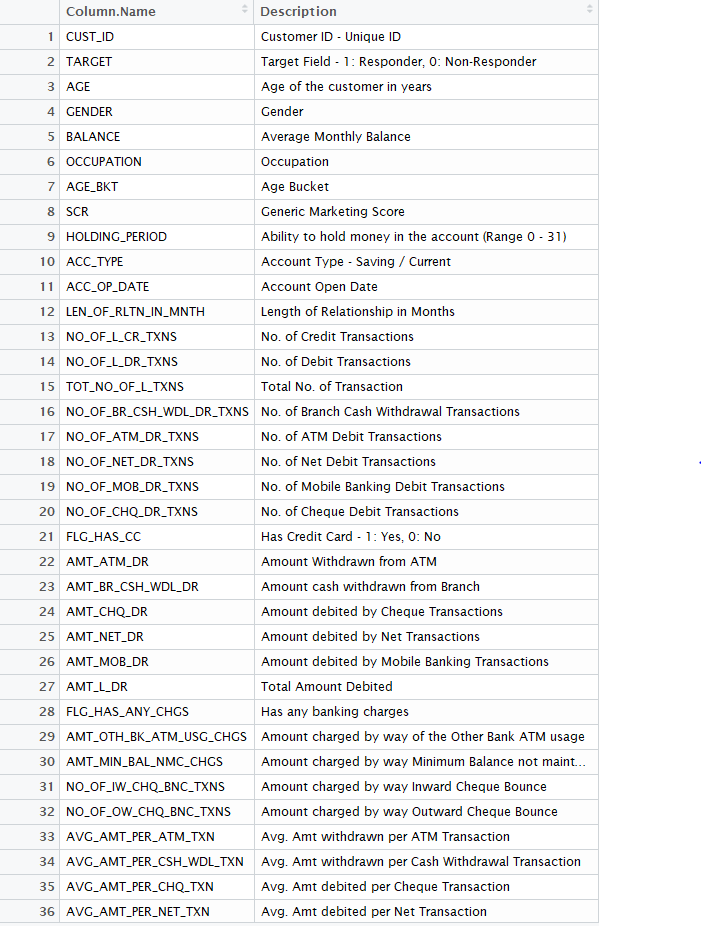 Column.Name Description
1 CUST_ID Customer ID - Unique ID
2 TARGET Target Field - 1: Responder, 0: Non-Responder
3 AGE Age of the customer in years
4 GENDER Gender
5 BALANCE Average Monthly Balance
6 OCCUPATION Occupation
7 AGE_BKT Age Bucket
8 SCR Generic Marketing Score
9 HOLDING_PERIOD Ability to hold money in the account (Range 0 - 31)
10 ACC_TYPE Account Type - Saving / Current
11 ACC_OP_DATE Account Open Date
12 LEN_OF_RLTN_IN_MNTH Length of Relationship in Months
13 NO_OF_L_CR_TXNS No. of Credit Transactions
14 NO_OF_L_DR_TXNS No. of Debit Transactions
15 TOT_NO_OF_L_TXNS Total No. of Transaction
16 NO_OF_BR_CSH_WDL_DR_TXNS No. of Branch Cash Withdrawal Transactions
17 NO_OF_ATM_DR_TXNS No. of ATM Debit Transactions
18 NO_OF_NET_DR_TXNS No. of Net Debit Transactions
19 NO_OF_MOB_DR_TXNS No. of Mobile Banking Debit Transactions
20 NO_OF_CHQ_DR_TXNS No. of Cheque Debit Transactions
21 FLG_HAS_CC Has Credit Card - 1: Yes, 0: No
22 AMT_ATM_DR Amount Withdrawn from ATM
23 AMT_BR_CSH_WDL_DR Amount cash withdrawn from Branch
24 AMT_CHQ_DR Amount debited by Cheque Transactions
25 AMT_NET_DR Amount debited by Net Transactions
26 AMT_MOB_DR Amount debited by Mobile Banking Transactions
27 AMT_L_DR Total Amount Debited
28 FLG_HAS_ANY_CHGS Has any banking charges
29 AMT_OTH_BK_ATM_USG_CHGS Amount charged by way of the Other Bank ATM usage
30 AMT_MIN_BAL_NMC_CHGS Amount charged by way Minimum Balance not maint...
31 NO_OF_IW_CHQ_BNC_TXNS Amount charged by way Inward Cheque Bounce
32 NO_OF_OW_CHQ_BNC_TXNS Amount charged by way Outward Cheque Bounce
33 AVG_AMT_PER_ATM_TXN Avg. Amt withdrawn per ATM Transaction
34 AVG_AMT_PER_CSH_WDL_TXN Avg. Amt withdrawn per Cash Withdrawal Transaction
35 AVG_AMT_PER_CHQ_TXN Avg. Amt debited per Cheque Transaction
36 AVG_AMT_PER_NET_TXN Avg. Amt debited per Net Transaction